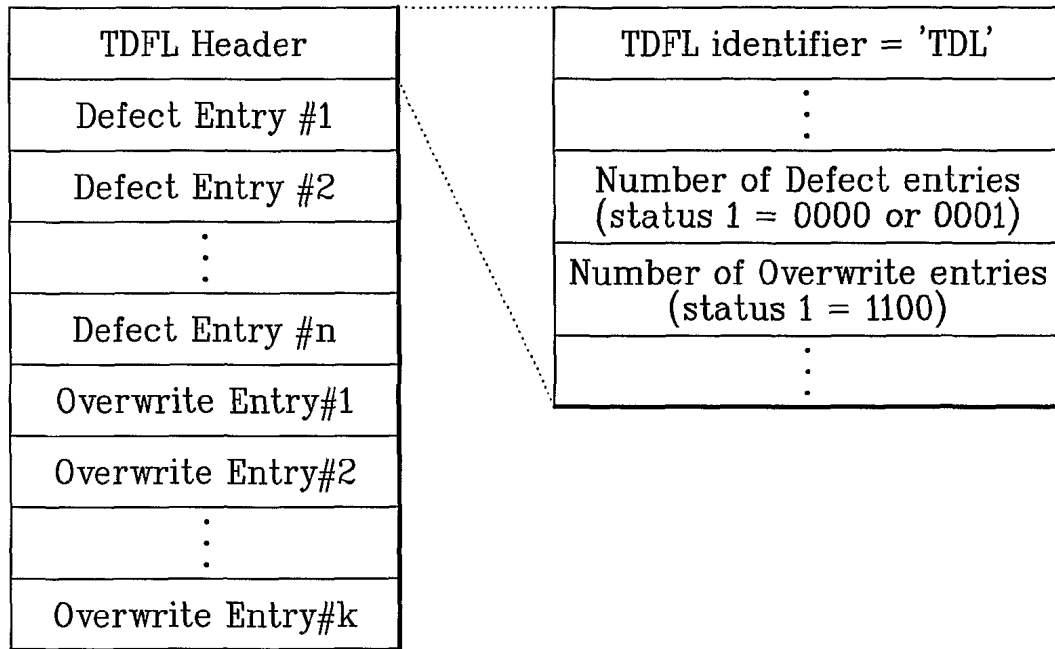 TDFL Header
Defect Entry #1
Defect Entry #2
Defect Entry #n
Overwrite Entry#1
Overwrite Entry#2
Overwrite Entry#k
TDFL identifier = 'TDL'
Number of Defect entries
(status 1 = 0000 or 0001)
Number of Overwrite entries
(status 1 = 1100)